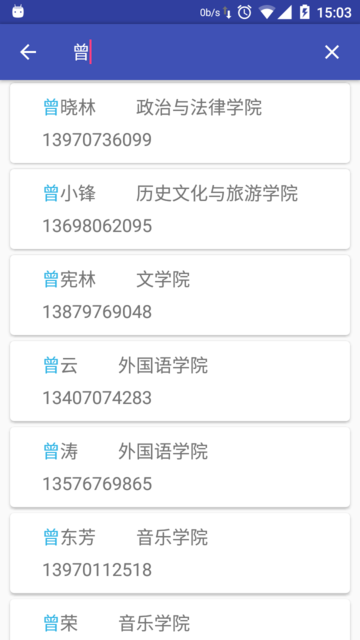 0b/s 15:03
曾
曾晓林 政治与法律学院
13970736099
曾小锋 历史文化与旅游学院
13698062095
曾宪林 文学院
13879769048
曾云 外国语学院
13407074283
曾涛 外国语学院
13576769865
曾东芳 音乐学院
13970112518
曾荣 音乐学院